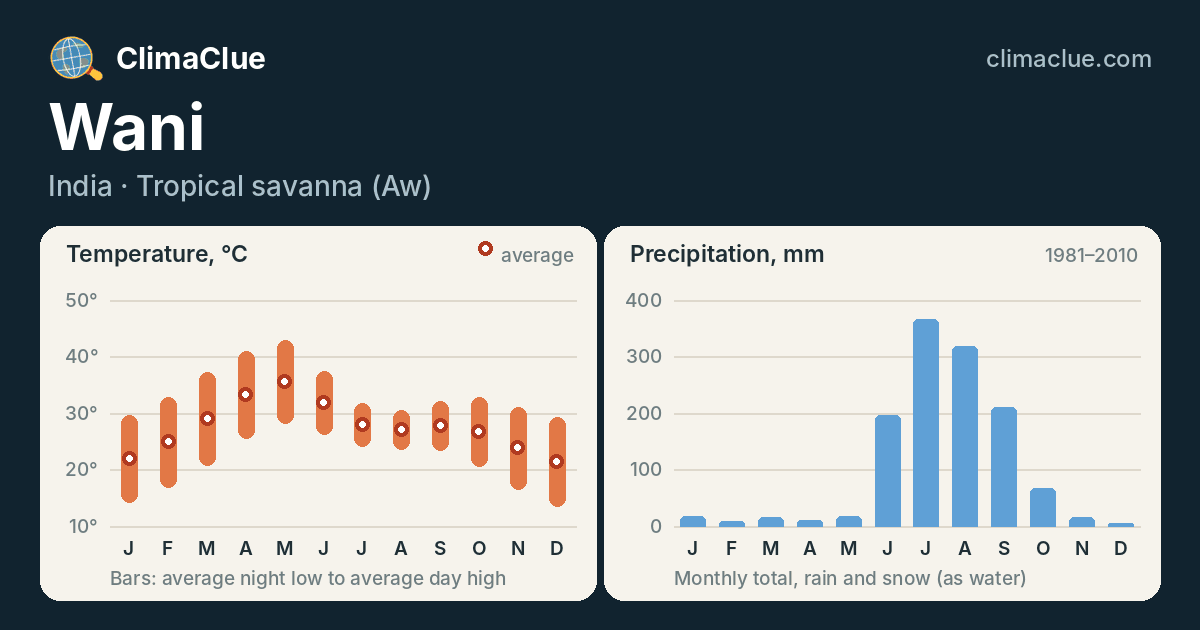 ClimaClue
climaclue.com
Wani
India · Tropical savanna (Aw)
Temperature, °C
average
50°
40°
30°
20°
10°
J F M A M J J A S O N D
Bars: average night low to average day high
Precipitation, mm
1981–2010
400
300
200
100
0
J F M A M J J A S O N D
Monthly total, rain and snow (as water)